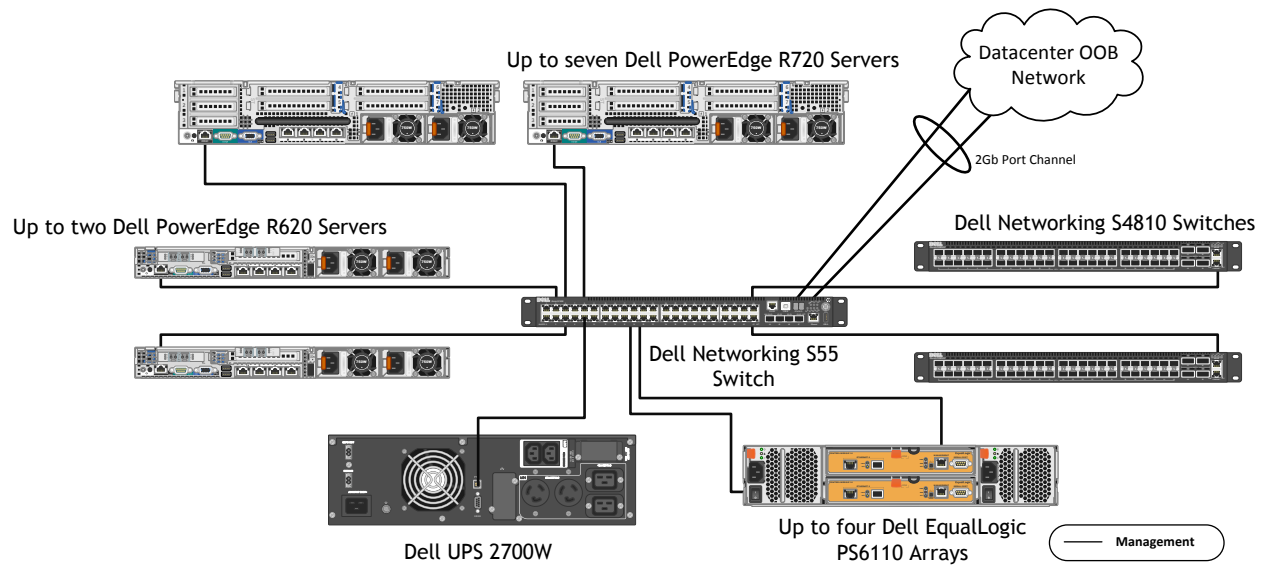 Up to seven Dell PowerEdge R720 Servers
Datacenter OOB
Network
2Gb Port Channel
Up to two Dell PowerEdge R620 Servers
Dell Networking S4810 Switches
Dell Networking S55
Switch
Dell UPS 2700W
Up to four Dell EqualLogic
PS6110 Arrays
Management